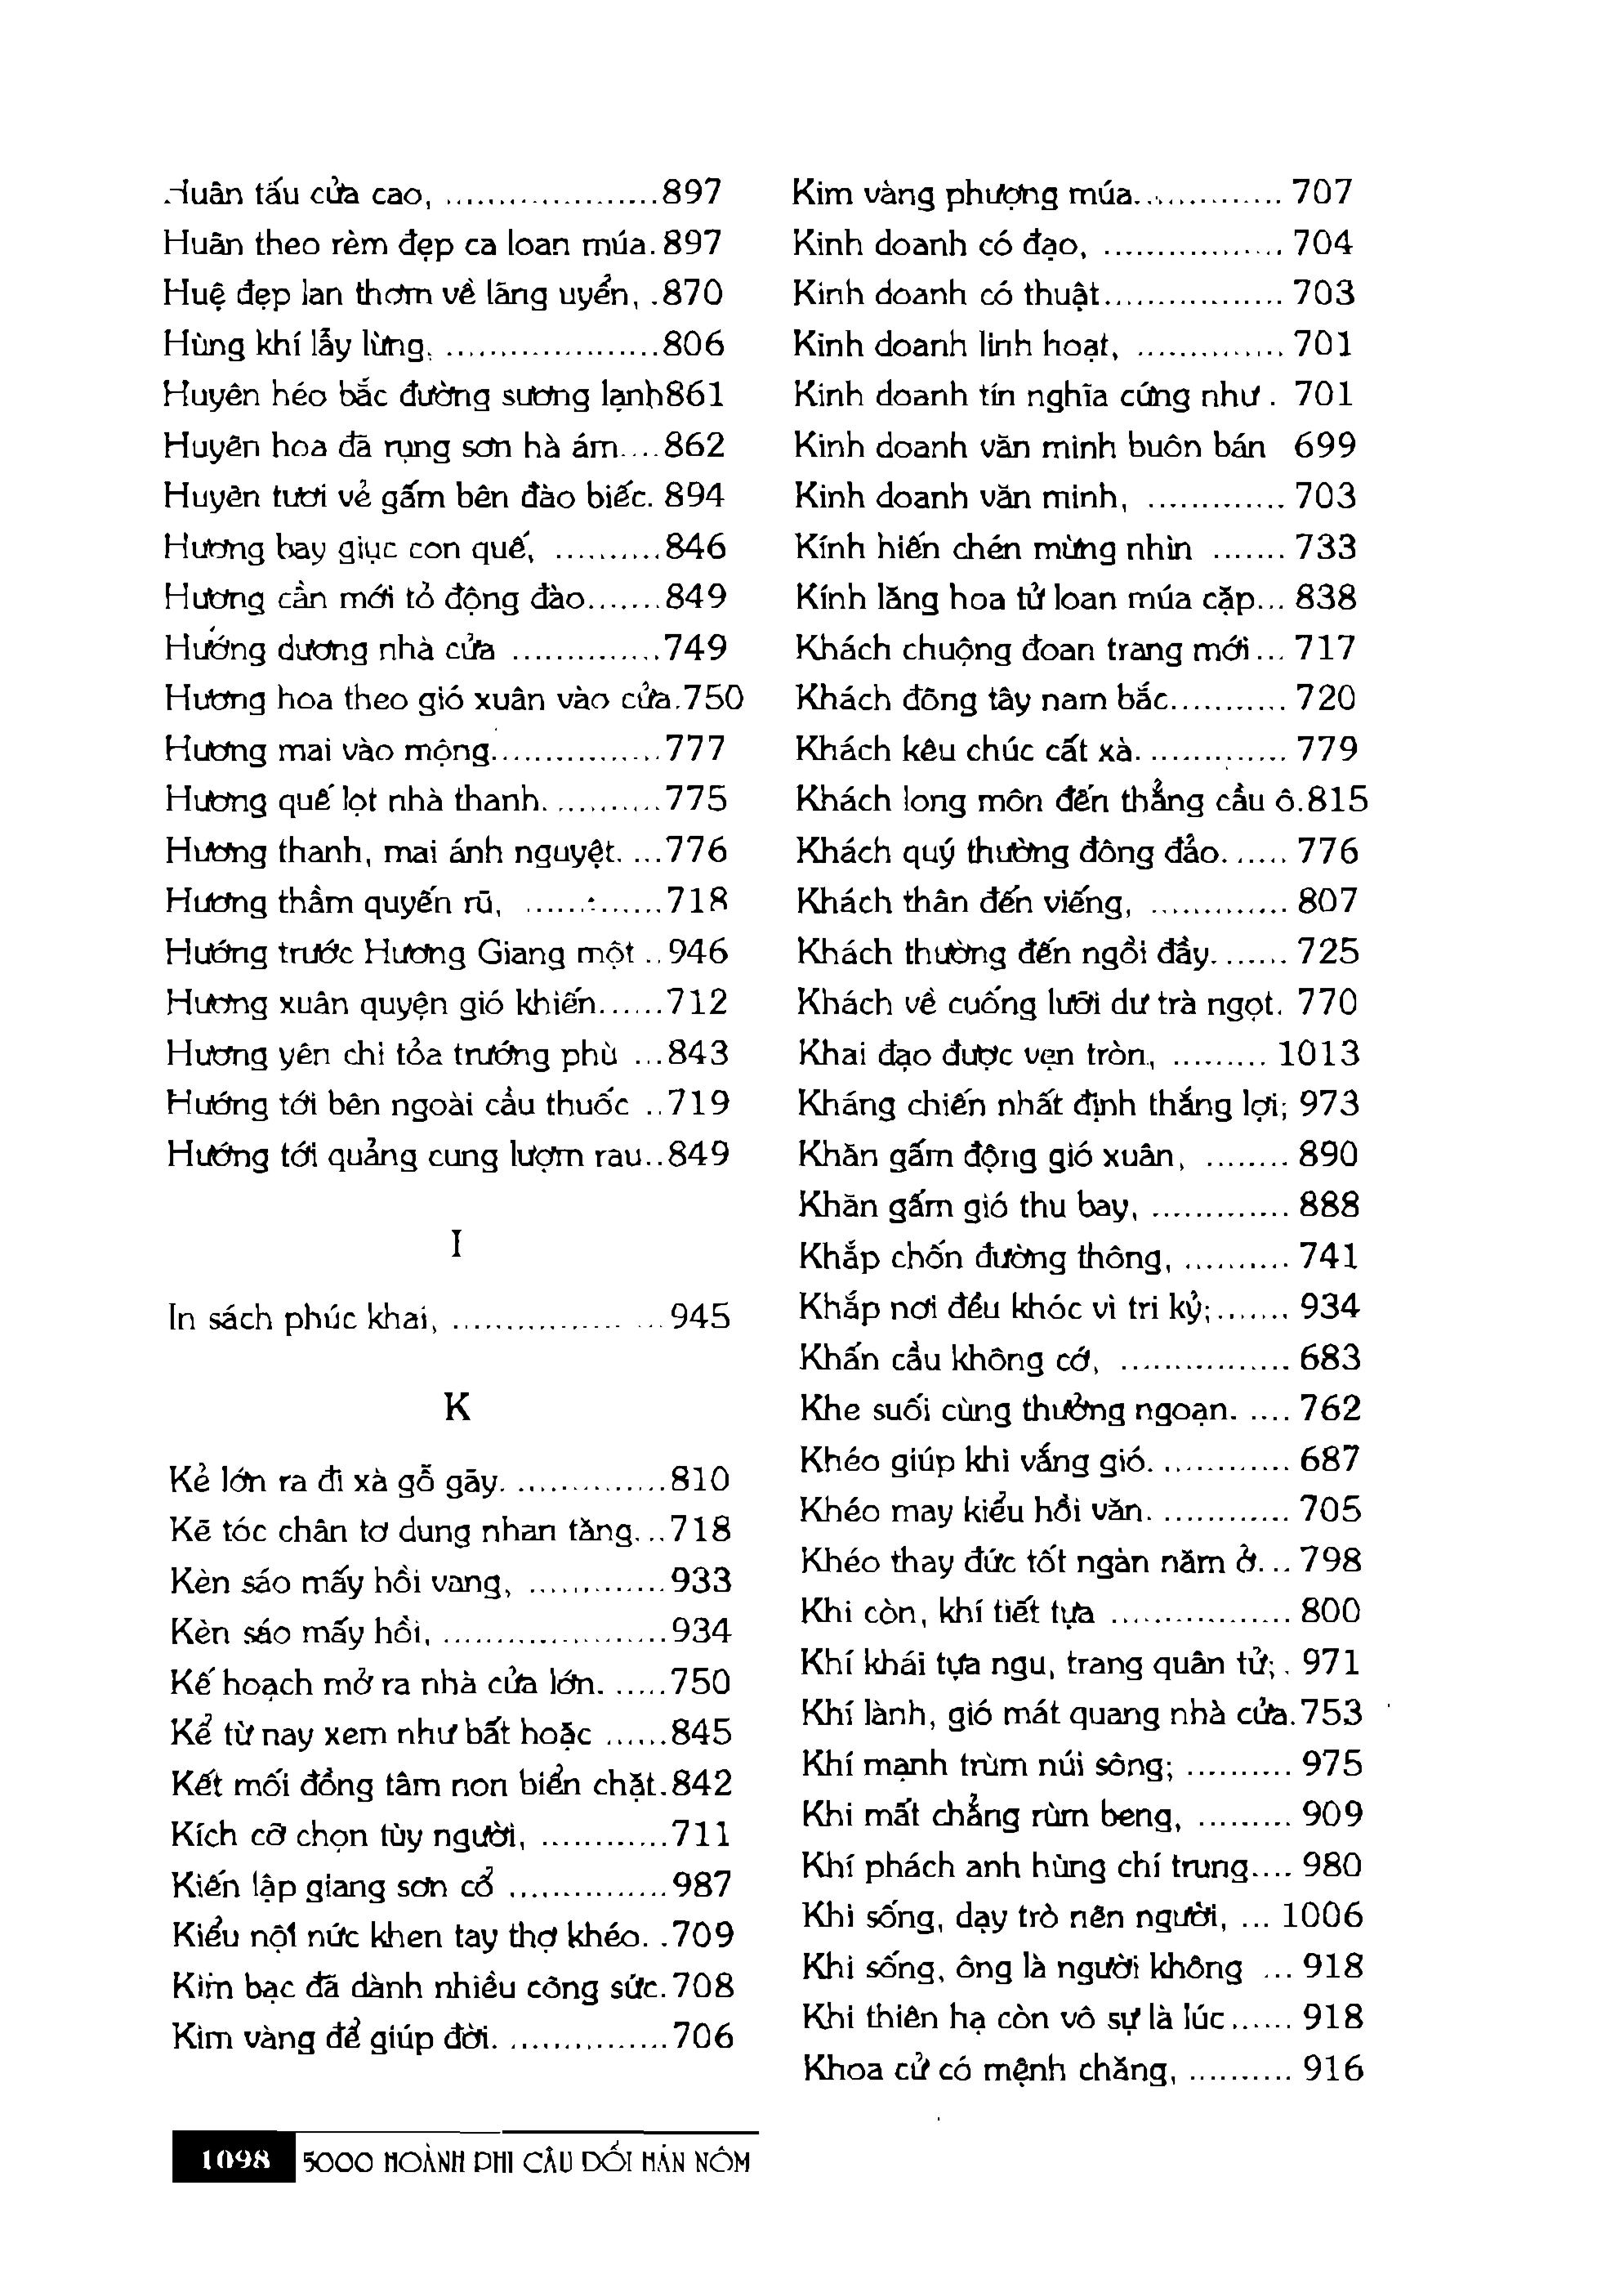 Huân tấu cửa cao, ....................897
Huân theo rèm đẹp ca loan múa.897
Huệ đẹp lan thơm về lãng uyển, .870
Hùng khí lẫy lừng, ....................806
Huyên héo bắc đường sương lạnh861
Huyên hoa đã rụng sơn hà ám....862
Huyên tươi vẻ gấm bên đào biếc. 894
Hương bay giục con quế, ..........846
Hương cần mới tỏ động đào.......849
Hướng dương nhà cửa ..............749
Hương hoa theo gió xuân vào cửa.750
Hương mai vào mộng................777
Hương quế lọt nhà thanh. ..........775
Hương thanh, mai ánh nguyệt. ...776
Hương thầm quyến rũ, .............718
Hướng trước Hương Giang một ..946
Hương xuân quyện gió khiến......712
Hương yên chi tỏa trướng phù ...843
Hướng tới bên ngoài cầu thuốc ..719
Hướng tới quảng cung lượm rau..849
I
In sách phúc khai, ....................945
K
Kẻ lớn ra đi xà gỗ gãy. ..............810
Kẽ tóc chân tơ dung nhan tăng...718
Kèn sáo mấy hồi vang, .............933
Kèn sáo mấy hồi, .....................934
Kế hoạch mở ra nhà cửa lớn. .....750
Kể từ nay xem như bất hoặc ......845
Kết mối đồng tâm non biển chặt.842
Kích cỡ chọn tùy người, ............711
Kiến lập giang sơn cổ ...............987
Kiểu nội nức khen tay thợ khéo. .709
Kim bạc đã dành nhiều công sức.708
Kim vàng để giúp đời. ...............706
Kim vàng phượng múa.............. 707
Kinh doanh có đạo, ................. 704
Kinh doanh có thuật................. 703
Kinh doanh linh hoạt, .............. 701
Kinh doanh tín nghĩa cứng như . 701
Kinh doanh văn minh buôn bán 699
Kinh doanh văn minh, ............. 703
Kính hiến chén mừng nhìn ....... 733
Kính lăng hoa tử loan múa cặp... 838
Khách chuộng đoan trang mới... 717
Khách đông tây nam bắc........... 720
Khách kêu chúc cất xà. ............. 779
Khách long môn đến thẳng cầu ô.815
Khách quý thường đông đảo...... 776
Khách thân đến viếng, ............. 807
Khách thường đến ngồi đầy....... 725
Khách về cuống lưỡi dư trà ngọt. 770
Khai đạo được vẹn tròn, ......... 1013
Kháng chiến nhất định thắng lợi; 973
Khăn gấm động gió xuân, ........ 890
Khăn gấm gió thu bay, ............. 888
Khắp chốn đường thông, .......... 741
Khắp nơi đều khóc vì tri kỷ;....... 934
Khấn cầu không cớ, ................ 683
Khe suối cùng thưởng ngoạn. .... 762
Khéo giúp khi vắng gió. ............ 687
Khéo may kiểu hồi văn. ............ 705
Khéo thay đức tốt ngàn năm ở... 798
Khi còn, khí tiết tựa ................. 800
Khí khái tựa ngu, trang quân tử; . 971
Khí lành, gió mát quang nhà cửa.753
Khí mạnh trùm núi sông; .......... 975
Khi mất chẳng rùm beng, ......... 909
Khí phách anh hùng chí trung.... 980
Khi sống, dạy trò nên người, ... 1006
Khi sống, ông là người không ... 918
Khi thiên hạ còn vô sự là lúc...... 918
Khoa cử có mệnh chăng, .......... 916
1098 5000 HOÀNH PHI CÂU ĐỐI HÁN NÔM